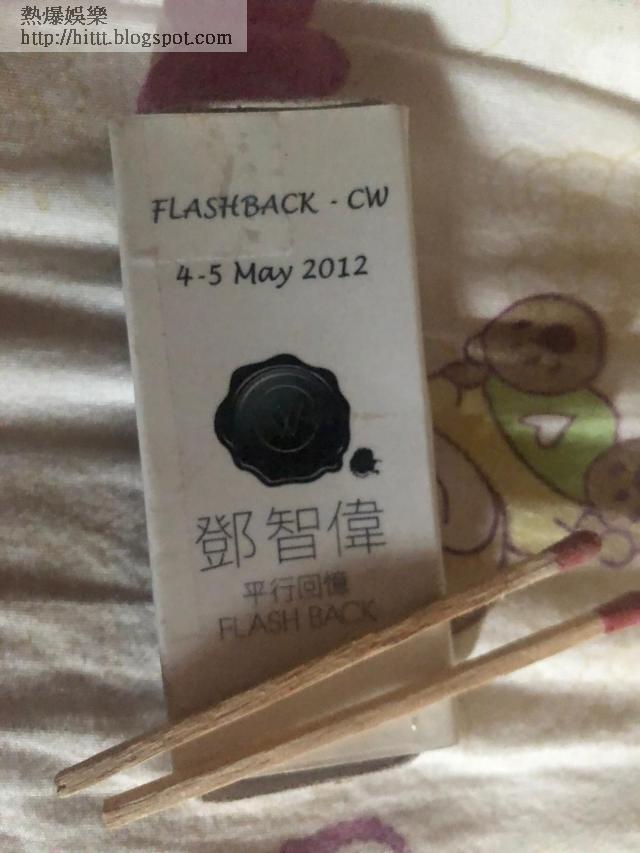 熱爆娛樂
http://hittt.blogspot.com
FLASHBACK - CW
4-5 May 2012
鄧智偉
平行回憶
FLASH BACK